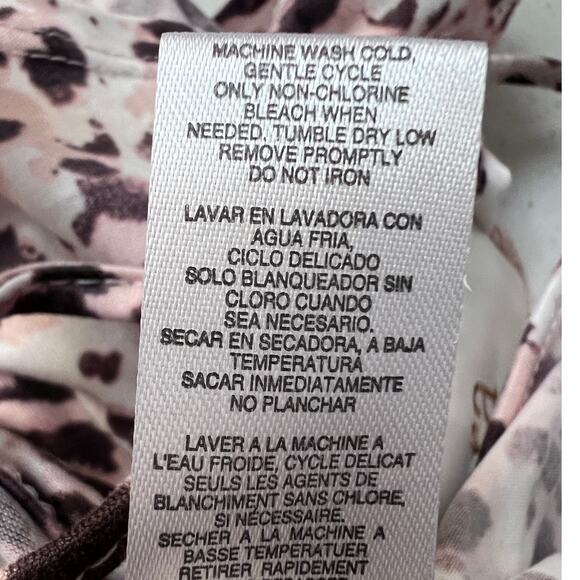 MACHINE WASH COLD,
GENTLE CYCLE
ONLY NON-CHLORINE
BLEACH WHEN
NEEDED. TUMBLE DRY LOW
REMOVE PROMPTLY
DO NOT IRON
LAVAR EN LAVADORA CON
AGUA FRIA,
CICLO DELICADO
SOLO BLANQUEADOR SIN
CLORO CUANDO
SEA NECESARIO.
SECAR EN SECADORA, A BAJA
TEMPERATURA
SACAR INMEDIATAMENTE
NO PLANCHAR
LAVER A LA MACHINE A
L'EAU FROIDE, CYCLE DELICAT
SEULS LES AGENTS DE
BLANCHIMENT SANS CHLORE,
SI NÉCESSAIRE.
SECHER A LA MACHINE A
BASSE TEMPERATUER
RETIRER RAPIDEMENT